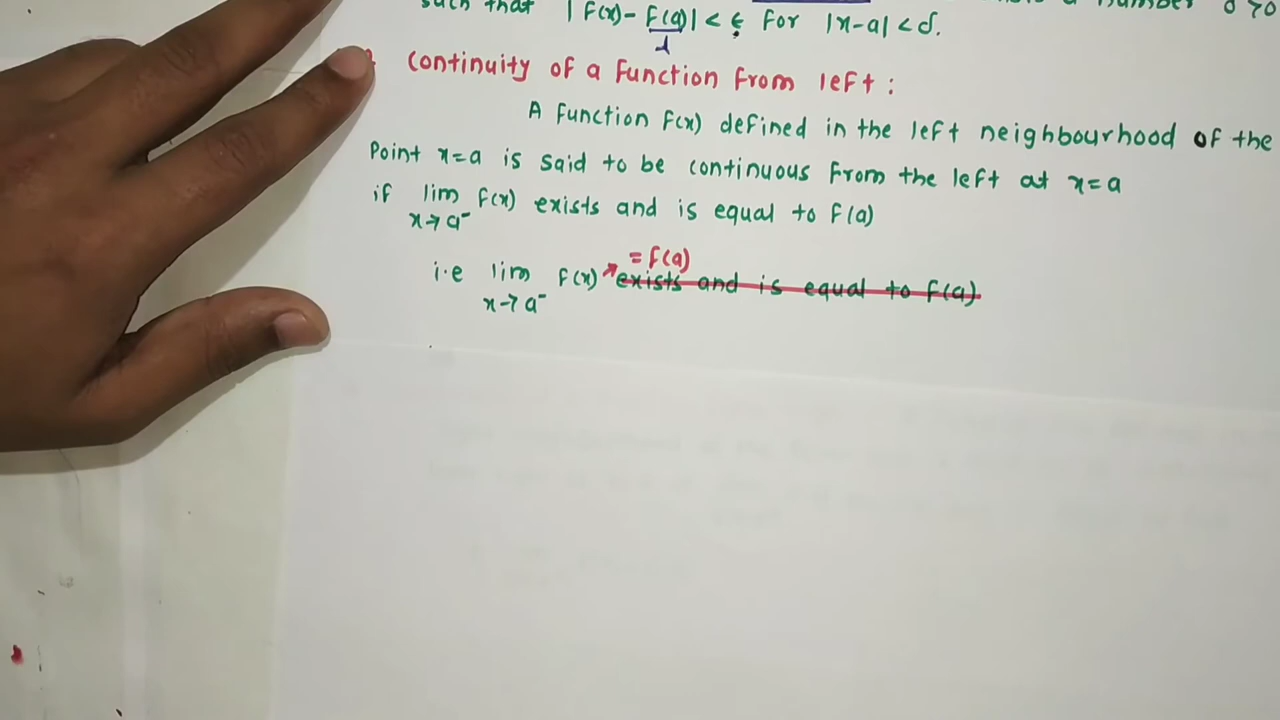 such that | F(x) - F(a) | < ε For |x-a| < δ.
l
Continuity of a Function From left :
A Function F(x) defined in the left neighbourhood of the
Point x=a is said to be continuous From the left at x=a
if lim F(x) exists and is equal to F(a)
x→a⁻
= F(a)
i.e lim F(x) exists and is equal to F(a)
x→a⁻